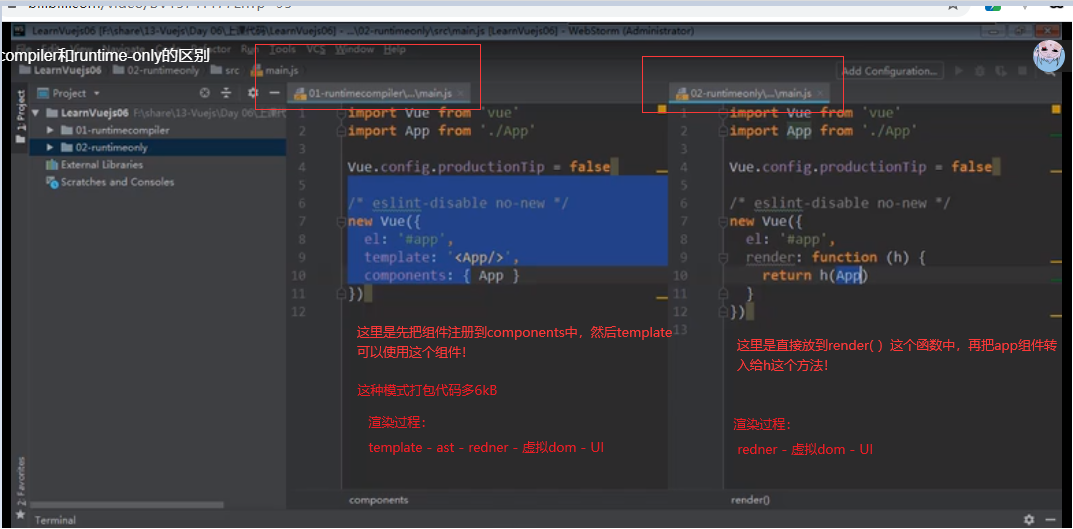 LearnVuejs06 [F:\share\13-Vuejs\Day 06\上课代码\LearnVuejs06] - ...\02-runtimeonly\src\main.js [LearnVuejs06] - WebStorm (Administrator)
Run Tools VCS Window Help
compiler和runtime-only的区别
LearnVuejs06 02-runtimeonly src main.js
Add Configuration...
1: Project
Project
LearnVuejs06 F:\share\13-Vuejs\Day 06\上课代
01-runtimecompiler
02-runtimeonly
External Libraries
Scratches and Consoles
01-runtimecompiler\...\main.js
1 import Vue from 'vue'
2 import App from './App'
3
4 Vue.config.productionTip = false
5
6 /* eslint-disable no-new */
7 new Vue({
8 el: '#app',
9 template: '<App/>',
10 components: { App }
11 })
12
这里是先把组件注册到components中，然后template
可以使用这个组件！
这种模式打包代码多6kB
渲染过程：
template - ast - redner - 虚拟dom - UI
components
02-runtimeonly\...\main.js
1 import Vue from 'vue'
2 import App from './App'
3
4 Vue.config.productionTip = false
5
6 /* eslint-disable no-new */
7 new Vue({
8 el: '#app',
9 render: function (h) {
10 return h(App)
11 }
12 })
13
这里是直接放到render( ）这个函数中，再把app组件转
入给h这个方法！
渲染过程：
redner - 虚拟dom - UI
render()
2: Favorites
Terminal